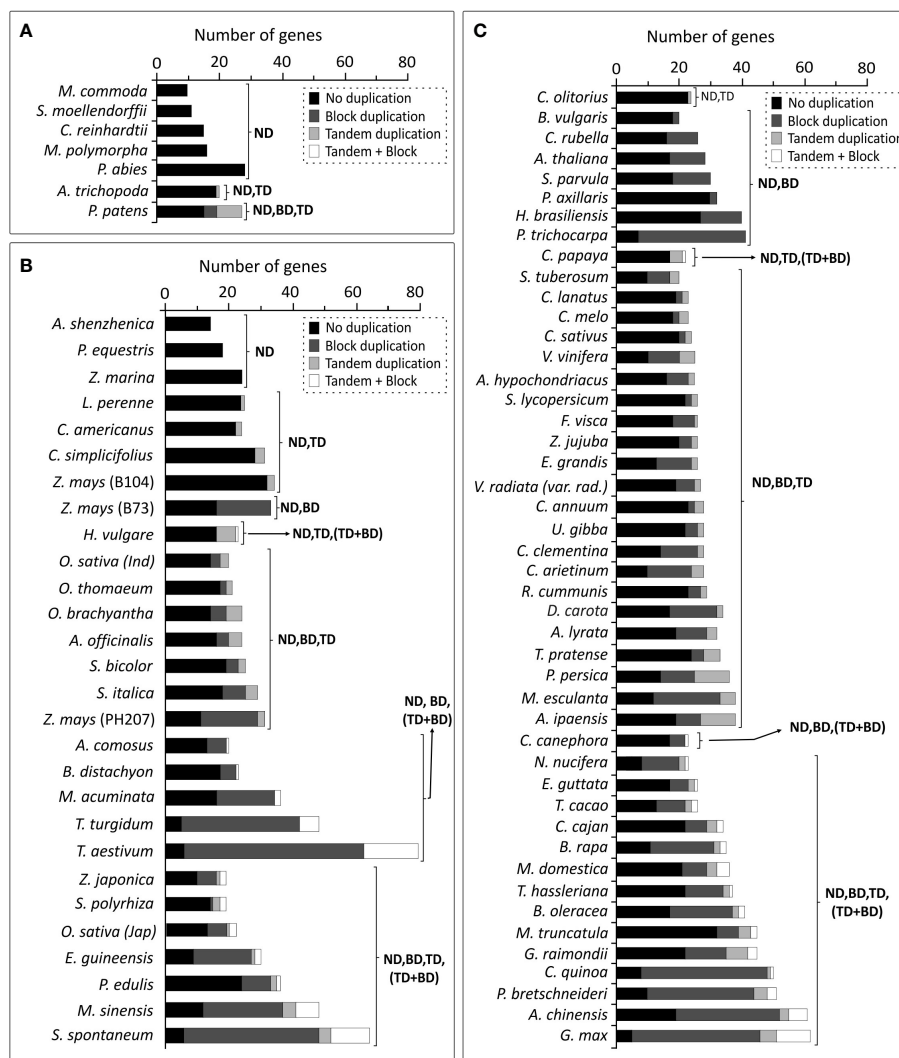 A
Number of genes
0 20 40 60 80
M. commoda
S. moellendorffii
C. reinhardtii
M. polymorpha
P. abies
A. trichopoda
P. patens
ND
ND,TD
ND,BD,TD
No duplication
Block duplication
Tandem duplication
Tandem + Block
B
Number of genes
0 20 40 60 80
A. shenzhenica
P. equestris
Z. marina
L. perenne
C. americanus
C. simplicifolius
Z. mays (B104)
Z. mays (B73)
H. vulgare
O. sativa (Ind)
O. thomaeum
O. brachyantha
A. officinalis
S. bicolor
S. italica
Z. mays (PH207)
A. comosus
B. distachyon
M. acuminata
T. turgidum
T. aestivum
Z. japonica
S. polyrhiza
O. sativa (Jap)
E. guineensis
P. edulis
M. sinensis
S. spontaneum
No duplication
Block duplication
Tandem duplication
Tandem + Block
ND
ND,TD
ND,BD
ND,TD,(TD+BD)
ND,BD,TD
ND, BD,
(TD+BD)
ND,BD,TD,
(TD+BD)
C
Number of genes
0 20 40 60 80
C. olitorius
B. vulgaris
C. rubella
A. thaliana
S. parvula
P. axillaris
H. brasiliensis
P. trichocarpa
C. papaya
S. tuberosum
C. lanatus
C. melo
C. sativus
V. vinifera
A. hypochondriacus
S. lycopersicum
F. visca
Z. jujuba
E. grandis
V. radiata (var. rad.)
C. annuum
U. gibba
C. clementina
C. arietinum
R. cummunis
D. carota
A. lyrata
T. pratense
P. persica
M. esculanta
A. ipaensis
C. canephora
N. nucifera
E. guttata
T. cacao
C. cajan
B. rapa
M. domestica
T. hassleriana
B. oleracea
M. truncatula
G. raimondii
C. quinoa
P. bretschneideri
A. chinensis
G. max
ND,TD
No duplication
Block duplication
Tandem duplication
Tandem + Block
ND,BD
ND,TD,(TD+BD)
ND,BD,TD
ND,BD,(TD+BD)
ND,BD,TD,
(TD+BD)